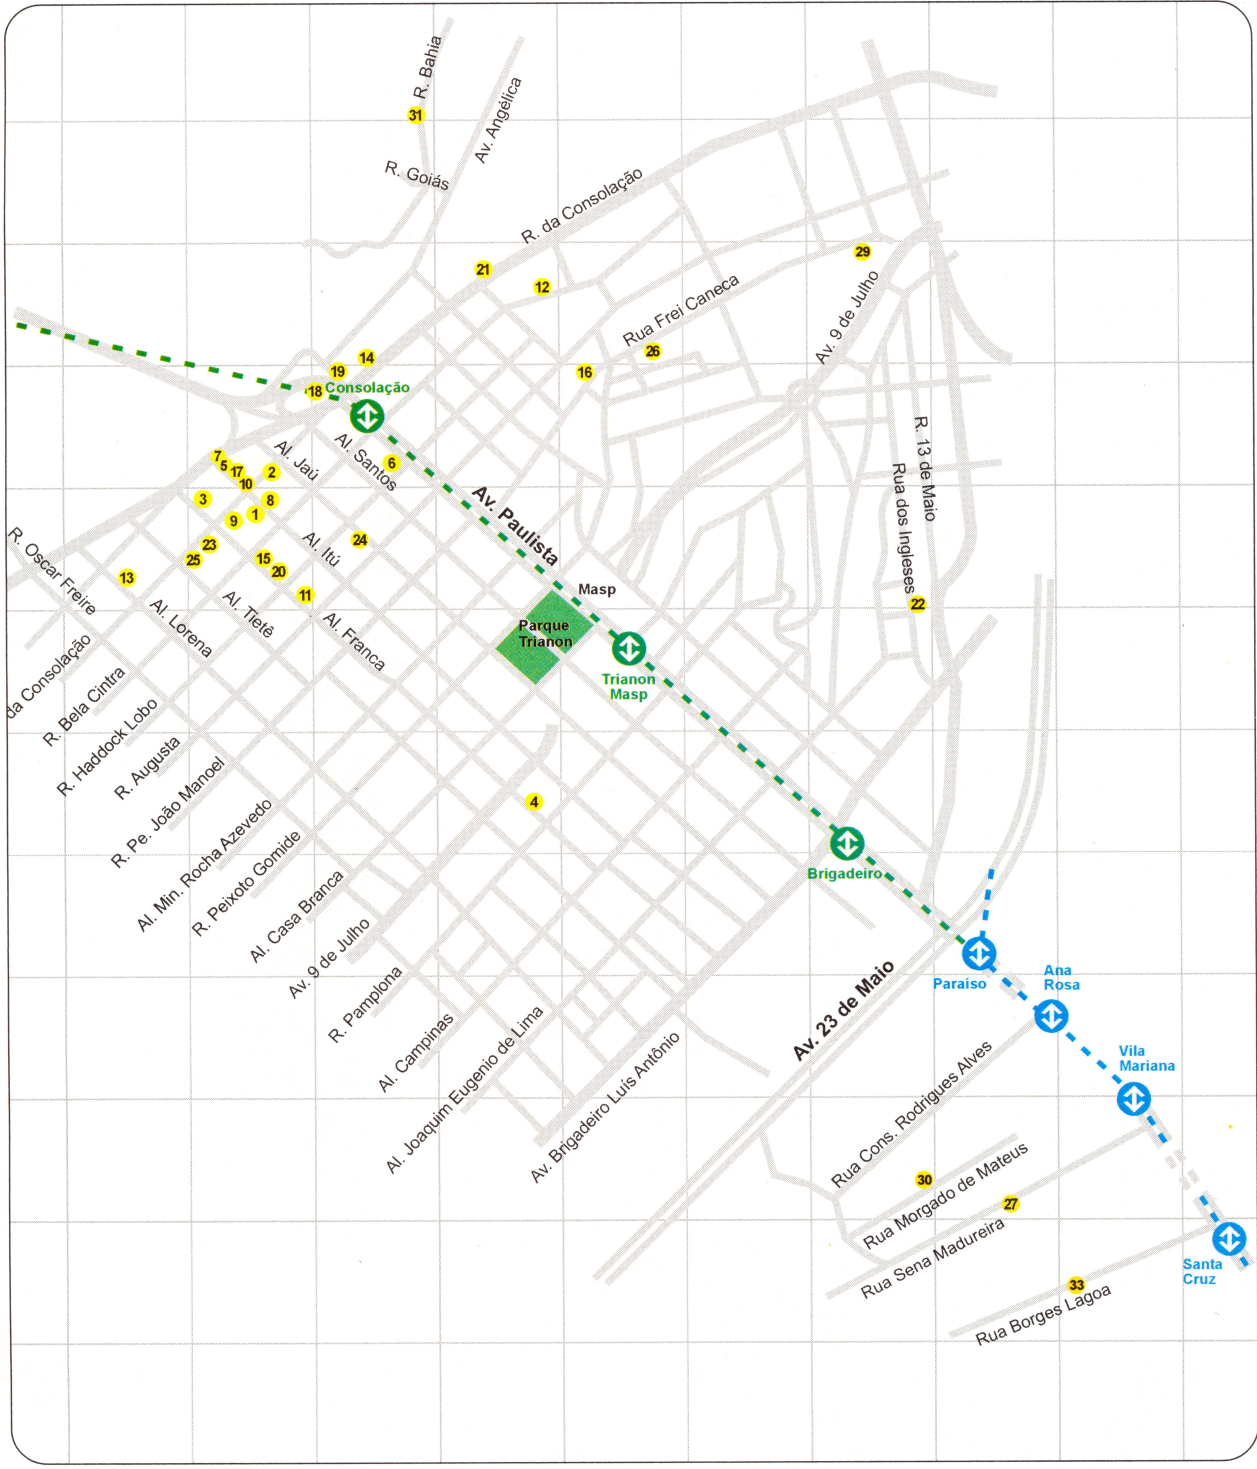 R. Bahia
31
Av. Angélica
R. Goiás
R. da Consolação
21
12
29
Rua Frei Caneca
Av. 9 de Julho
26
16
14
19
18
Consolação
7
5
17
10
2
Al. Jaú
Al. Santos
6
3
8
1
9
Av. Paulista
R. 13 de Maio
Rua dos Ingleses
22
R. Oscar Freire
23
25
15
20
11
13
Al. Itú
24
Al. Lorena
Al. Tietê
Al. Franca
Masp
Parque
Trianon
Trianon
Masp
da Consolação
R. Bela Cintra
R. Haddock Lobo
R. Augusta
R. Pe. João Manoel
Al. Min. Rocha Azevedo
R. Peixoto Gomide
Al. Casa Branca
Av. 9 de Julho
R. Pamplona
Al. Campinas
Al. Joaquim Eugenio de Lima
Av. Brigadeiro Luís Antônio
4
Brigadeiro
Paraiso
Ana
Rosa
Av. 23 de Maio
Vila
Mariana
Rua Cons. Rodrigues Alves
30
Rua Morgado de Mateus
27
Rua Sena Madureira
Santa
Cruz
33
Rua Borges Lagoa